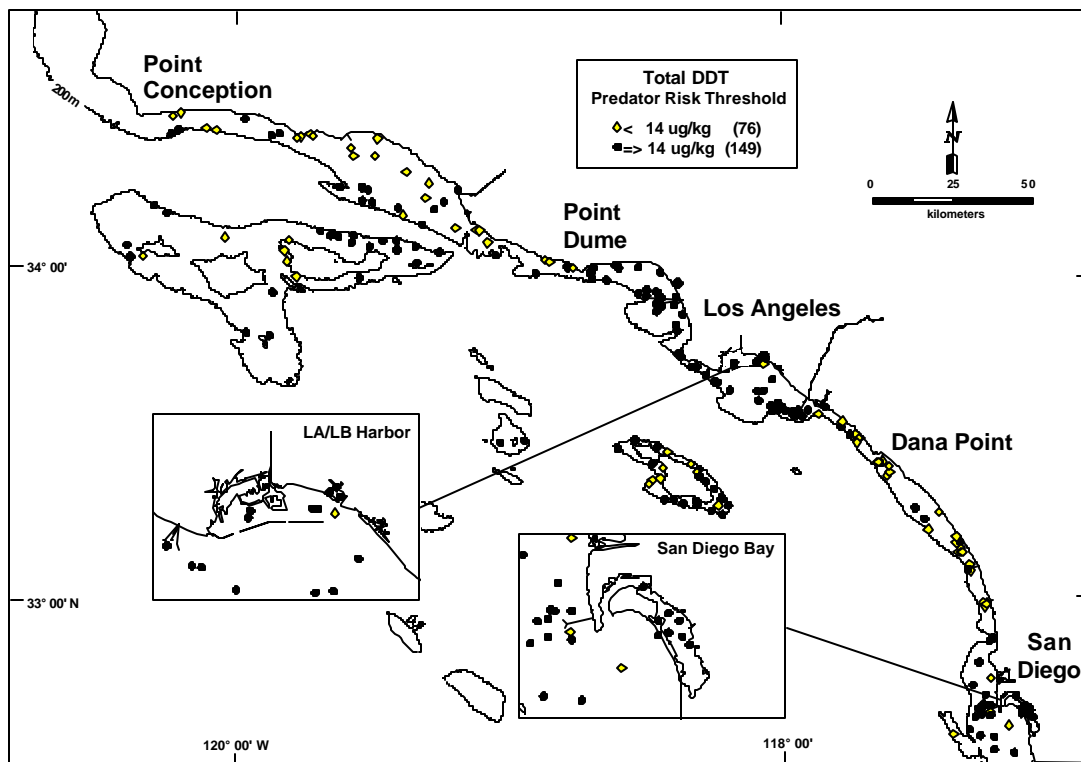 Point
Conception
200m
Total DDT
Predator Risk Threshold
< 14 ug/kg (76)
=> 14 ug/kg (149)
N
0 25 50
kilometers
Point
Dume
34° 00'
Los Angeles
LA/LB Harbor
Dana Point
San Diego Bay
33° 00' N
San
Diego
120° 00' W
118° 00'